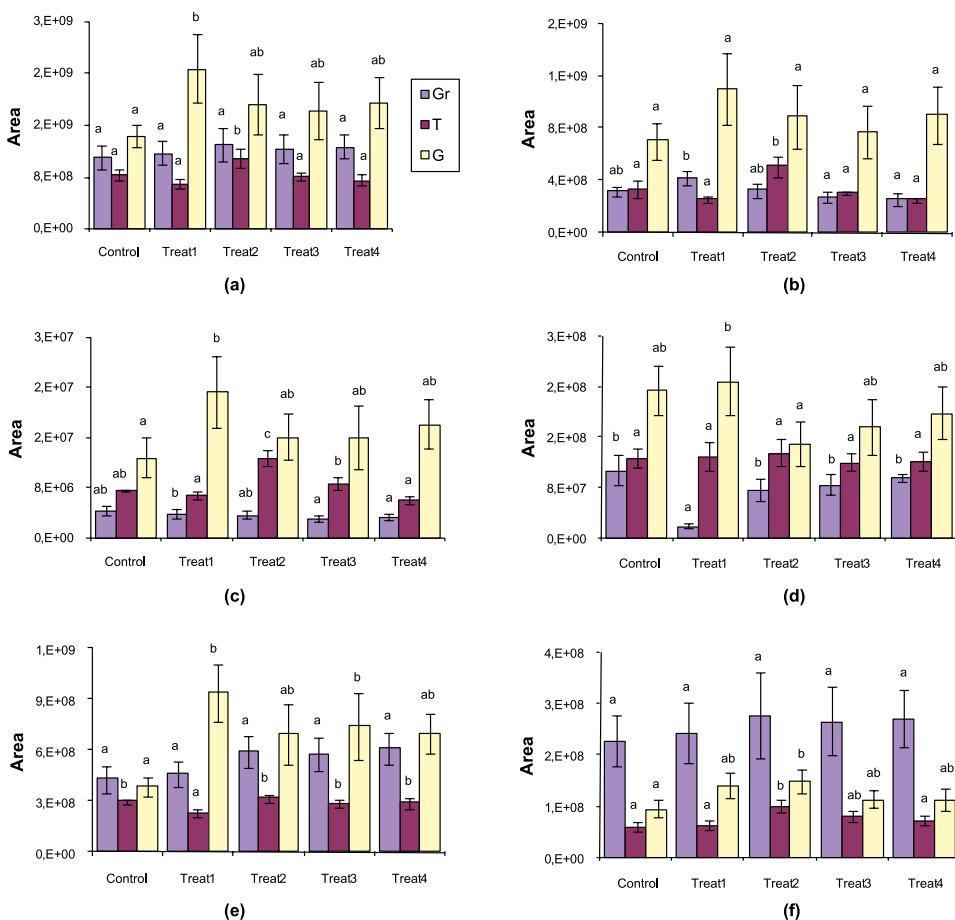 3,E+09
2,E+09
2,E+09
8,E+08
0,E+00
Area
a a a
a a b
a b ab
a a ab
a a ab
Control Treat1 Treat2 Treat3 Treat4
(a)
Gr
T
G
2,E+09
1,E+09
8,E+08
4,E+08
0,E+00
Area
ab a a
b a a
ab b a
a a a
a a a
Control Treat1 Treat2 Treat3 Treat4
(b)
3,E+07
2,E+07
2,E+07
8,E+06
0,E+00
Area
ab ab a
b a b
ab c ab
a b ab
a a ab
Control Treat1 Treat2 Treat3 Treat4
(c)
3,E+08
2,E+08
2,E+08
8,E+07
0,E+00
Area
b a ab
a a b
b a a
b a ab
b a ab
Control Treat1 Treat2 Treat3 Treat4
(d)
1,E+09
9,E+08
6,E+08
3,E+08
0,E+00
Area
a b a
a a b
a b ab
a b b
a b ab
Control Treat1 Treat2 Treat3 Treat4
(e)
4,E+08
3,E+08
2,E+08
1,E+08
0,E+00
Area
a a a
a a ab
a b b
a ab ab
a a ab
Control Treat1 Treat2 Treat3 Treat4
(f)